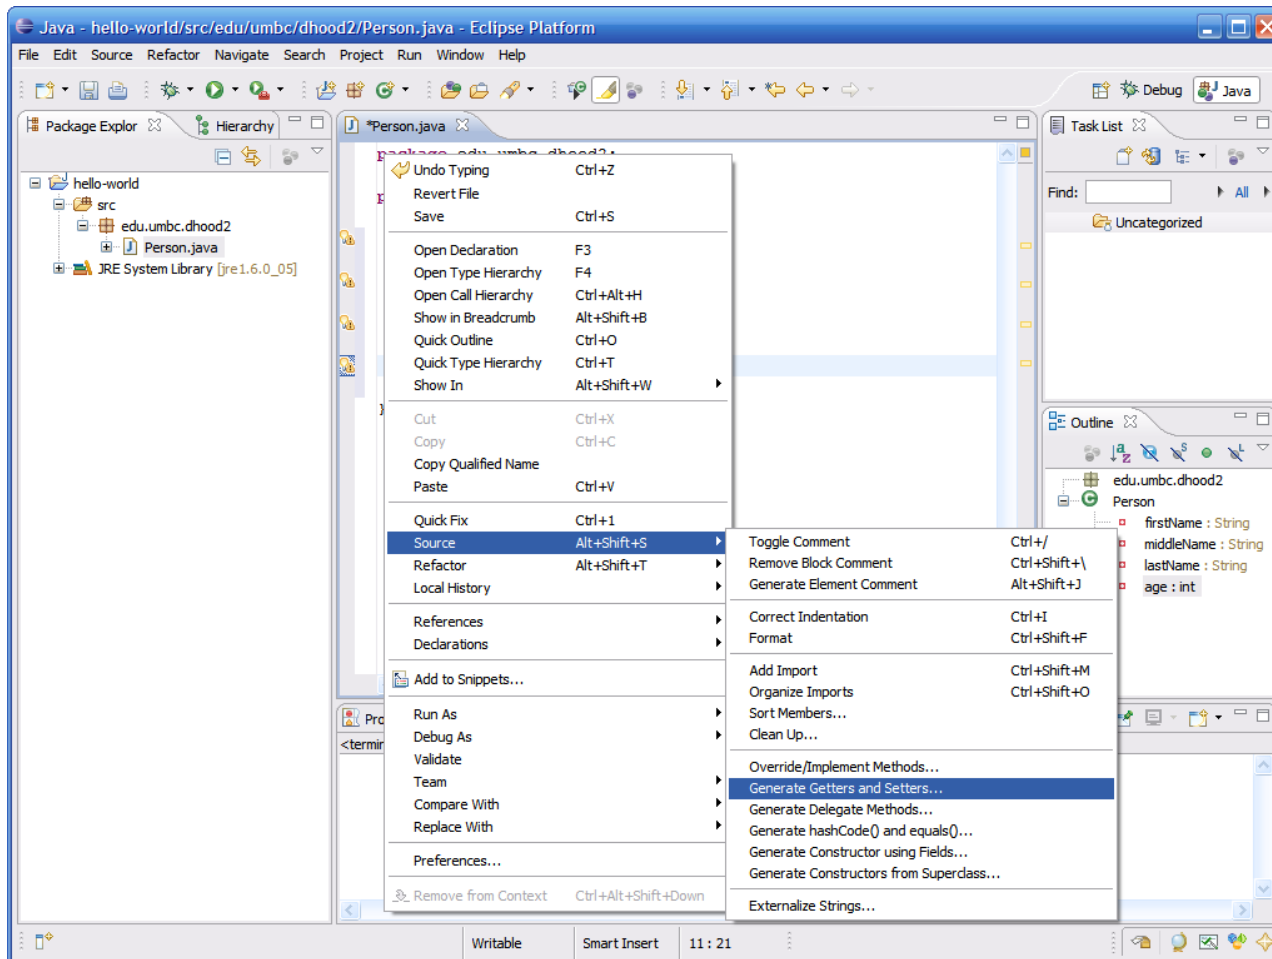 Java - hello-world/src/edu/umbc/dhood2/Person.java - Eclipse Platform
File Edit Source Refactor Navigate Search Project Run Window Help
Debug Java
Package Explor Hierarchy
hello-world
src
edu.umbc.dhood2
Person.java
JRE System Library [jre1.6.0_05]
*Person.java
package edu.umbc.dhood2;
Undo Typing Ctrl+Z
Revert File
Save Ctrl+S
Open Declaration F3
Open Type Hierarchy F4
Open Call Hierarchy Ctrl+Alt+H
Show in Breadcrumb Alt+Shift+B
Quick Outline Ctrl+O
Quick Type Hierarchy Ctrl+T
Show In Alt+Shift+W
Cut Ctrl+X
Copy Ctrl+C
Copy Qualified Name
Paste Ctrl+V
Quick Fix Ctrl+1
Source Alt+Shift+S
Refactor Alt+Shift+T
Local History
References
Declarations
Add to Snippets...
Run As
Debug As
Validate
Team
Compare With
Replace With
Preferences...
Remove from Context Ctrl+Alt+Shift+Down
Toggle Comment Ctrl+/
Remove Block Comment Ctrl+Shift+\
Generate Element Comment Alt+Shift+J
Correct Indentation Ctrl+I
Format Ctrl+Shift+F
Add Import Ctrl+Shift+M
Organize Imports Ctrl+Shift+O
Sort Members...
Clean Up...
Override/Implement Methods...
Generate Getters and Setters...
Generate Delegate Methods...
Generate hashCode() and equals()...
Generate Constructor using Fields...
Generate Constructors from Superclass...
Externalize Strings...
Task List
Find: All
Uncategorized
Outline
edu.umbc.dhood2
Person
firstName : String
middleName : String
lastName : String
age : int
Pro
<termin
Writable Smart Insert 11 : 21